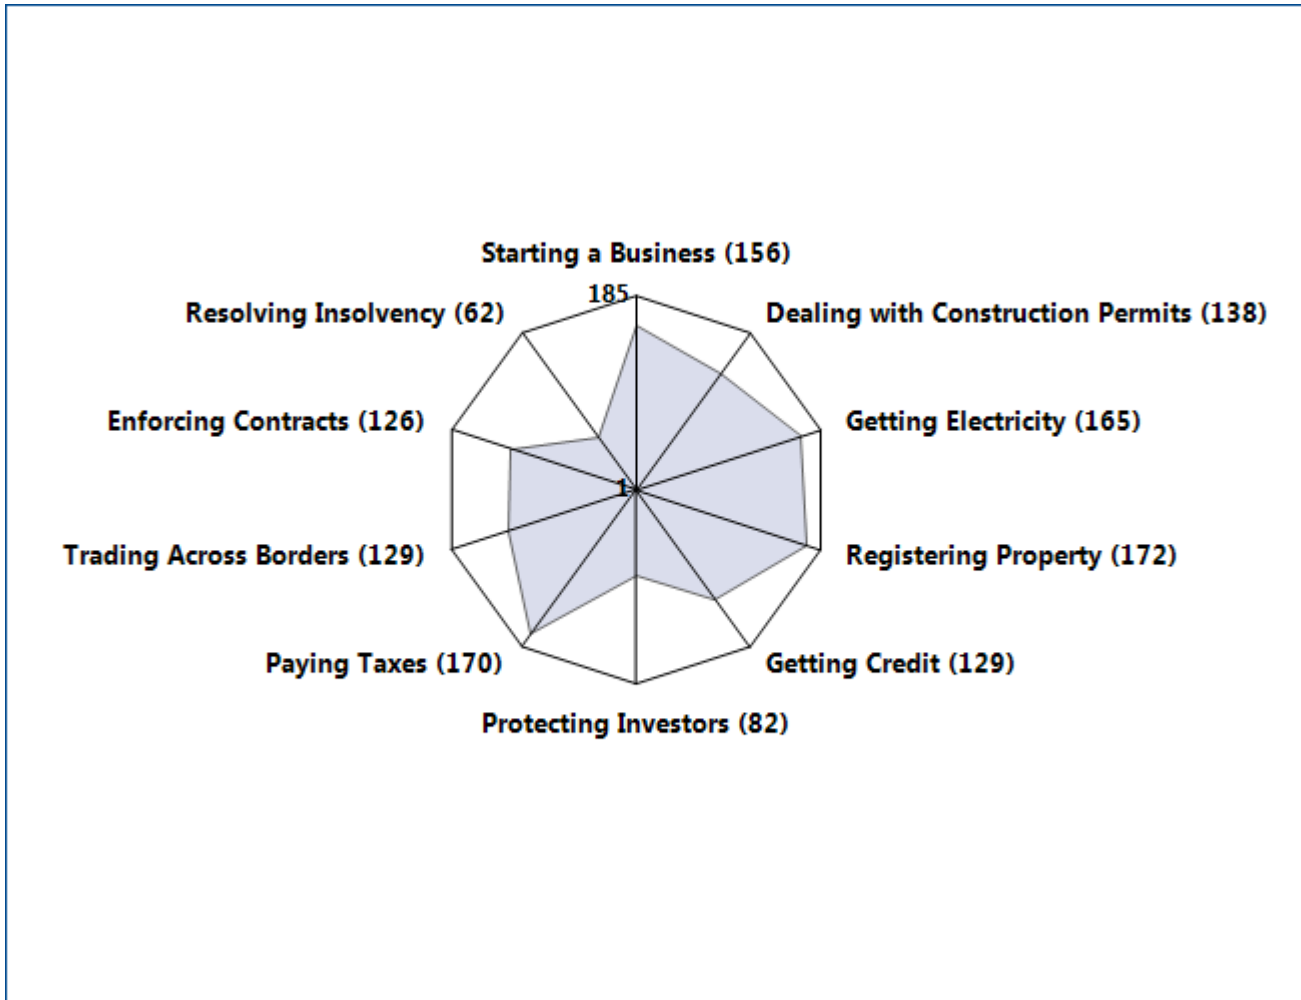 Starting a Business (156)
185
Resolving Insolvency (62)
Dealing with Construction Permits (138)
Enforcing Contracts (126)
Getting Electricity (165)
1
Trading Across Borders (129)
Registering Property (172)
Paying Taxes (170)
Getting Credit (129)
Protecting Investors (82)